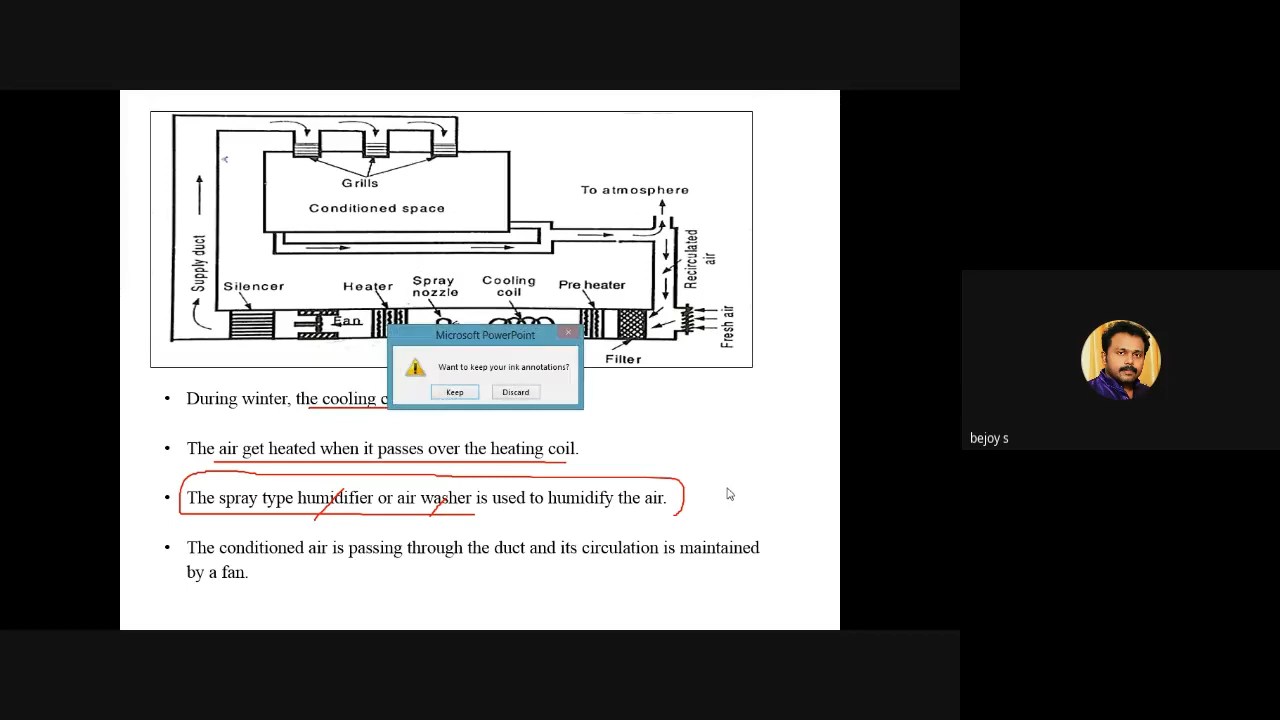 Grills
Conditioned space
To atmosphere
Supply duct
Recirculated
air
Silencer
Heater
Spray
nozzle
Cooling
coil
Pre heater
Fan
Fresh air
Filter
Microsoft PowerPoint
Want to keep your ink annotations?
Keep
Discard
• During winter, the cooling c
• The air get heated when it passes over the heating coil.
• The spray type humidifier or air washer is used to humidify the air.
• The conditioned air is passing through the duct and its circulation is maintained
by a fan.
bejoy s